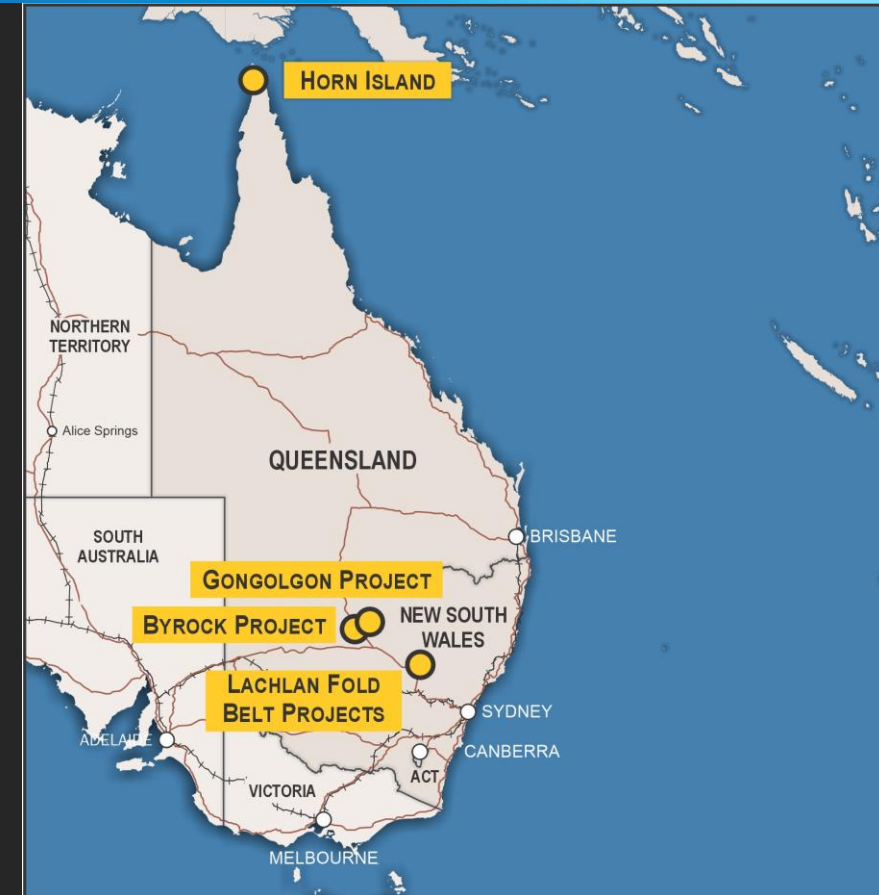 HORN ISLAND
NORTHERN
TERRITORY
Alice Springs
QUEENSLAND
BRISBANE
SOUTH
AUSTRALIA
GONGOLGON PROJECT
BYROCK PROJECT
NEW SOUTH
WALES
LACHLAN FOLD
BELT PROJECTS
SYDNEY
ADELAIDE
CANBERRA
ACT
VICTORIA
MELBOURNE